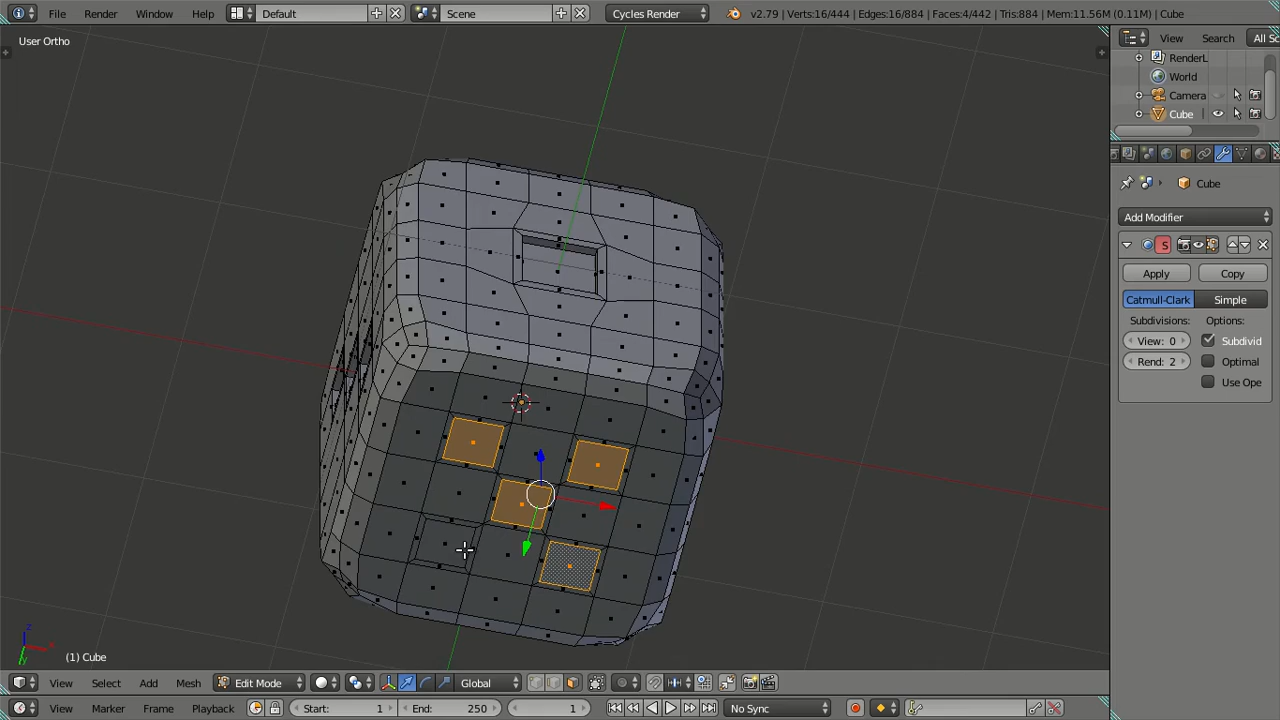 File Render Window Help Default Scene Cycles Render v2.79 | Verts:16/444 | Edges:16/884 | Faces:4/442 | Tris:884 | Mem:11.56M (0.11M) | Cube
User Ortho
View Search All Sc
RenderL
World
Camera
Cube
Cube
Add Modifier
S
Apply Copy
Catmull-Clark Simple
Subdivisions: Options:
View: 0 Subdivid
Rend: 2 Optimal
Use Ope
z
x
y
(1) Cube
View Select Add Mesh Edit Mode Global
View Marker Frame Playback Start: 1 End: 250 1 No Sync